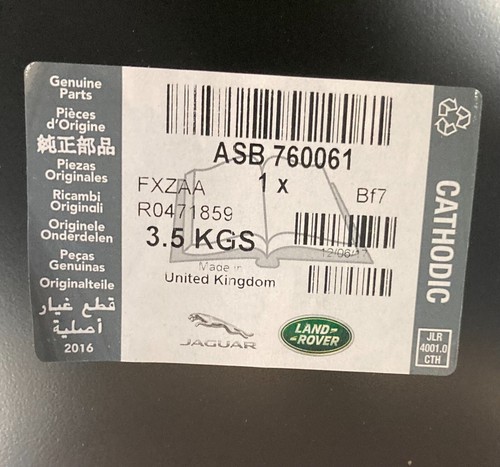 Genuine
Parts
Pièces
d'Origine
純正部品
Piezas
Originales
Ricambi
Originali
Originele
Onderdelen
Peças
Genuinas
Originalteile
قطع غيار
أصلية
2016
ASB 760061
FXZAA
1 x
Bf7
R0471859
3.5 KGS
Made in
United Kingdom
JAGUAR
LAND-
-ROVER
CATHODIC
JLR
4001.0
CTH